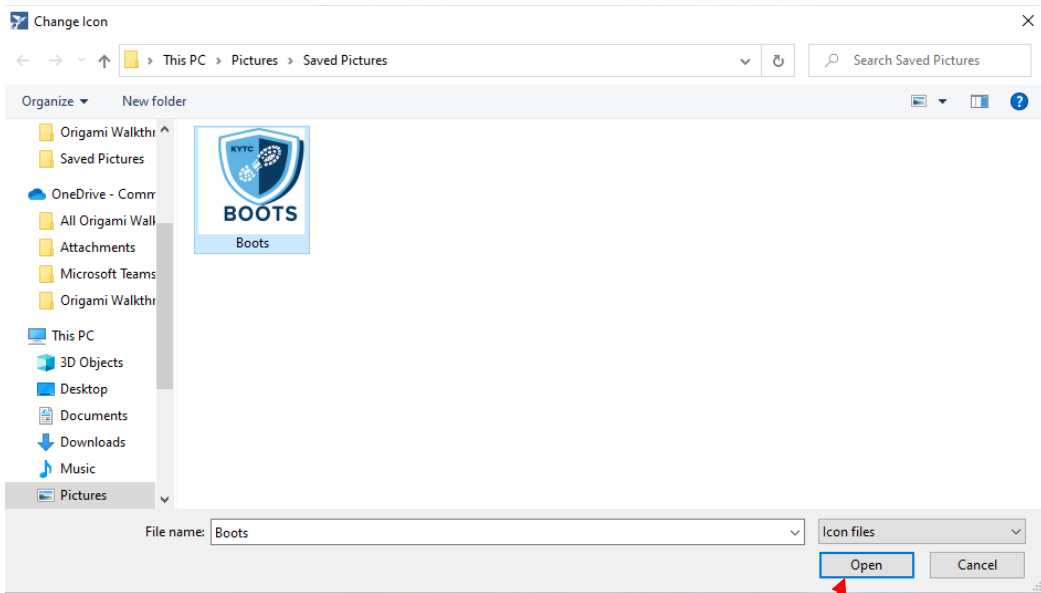 Change Icon
This PC > Pictures > Saved Pictures
Search Saved Pictures
Organize
New folder
Origami Walkthr
Saved Pictures
OneDrive - Comm
All Origami Walk
Attachments
Microsoft Teams
Origami Walkthr
This PC
3D Objects
Desktop
Documents
Downloads
Music
Pictures
KYTC
BOOTS
Boots
File name: Boots
Icon files
Open
Cancel